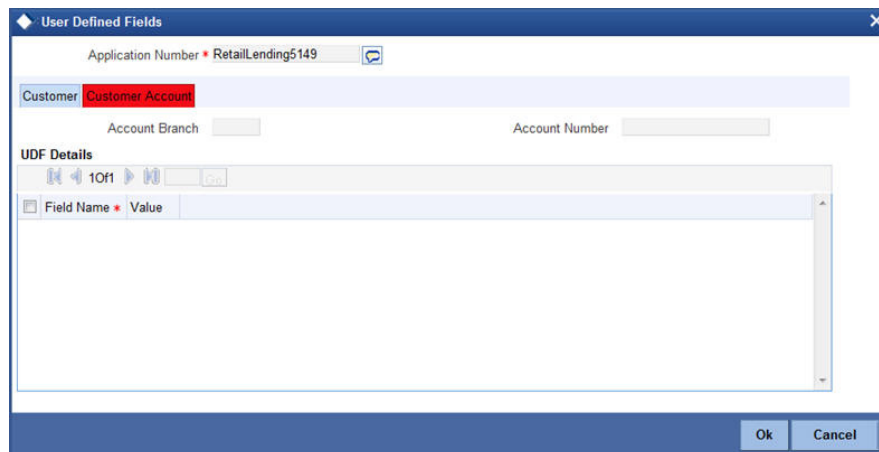 User Defined Fields
Application Number * RetailLending5149
Customer Customer Account
Account Branch Account Number
UDF Details
1Of1 Go
Field Name * Value
Ok Cancel